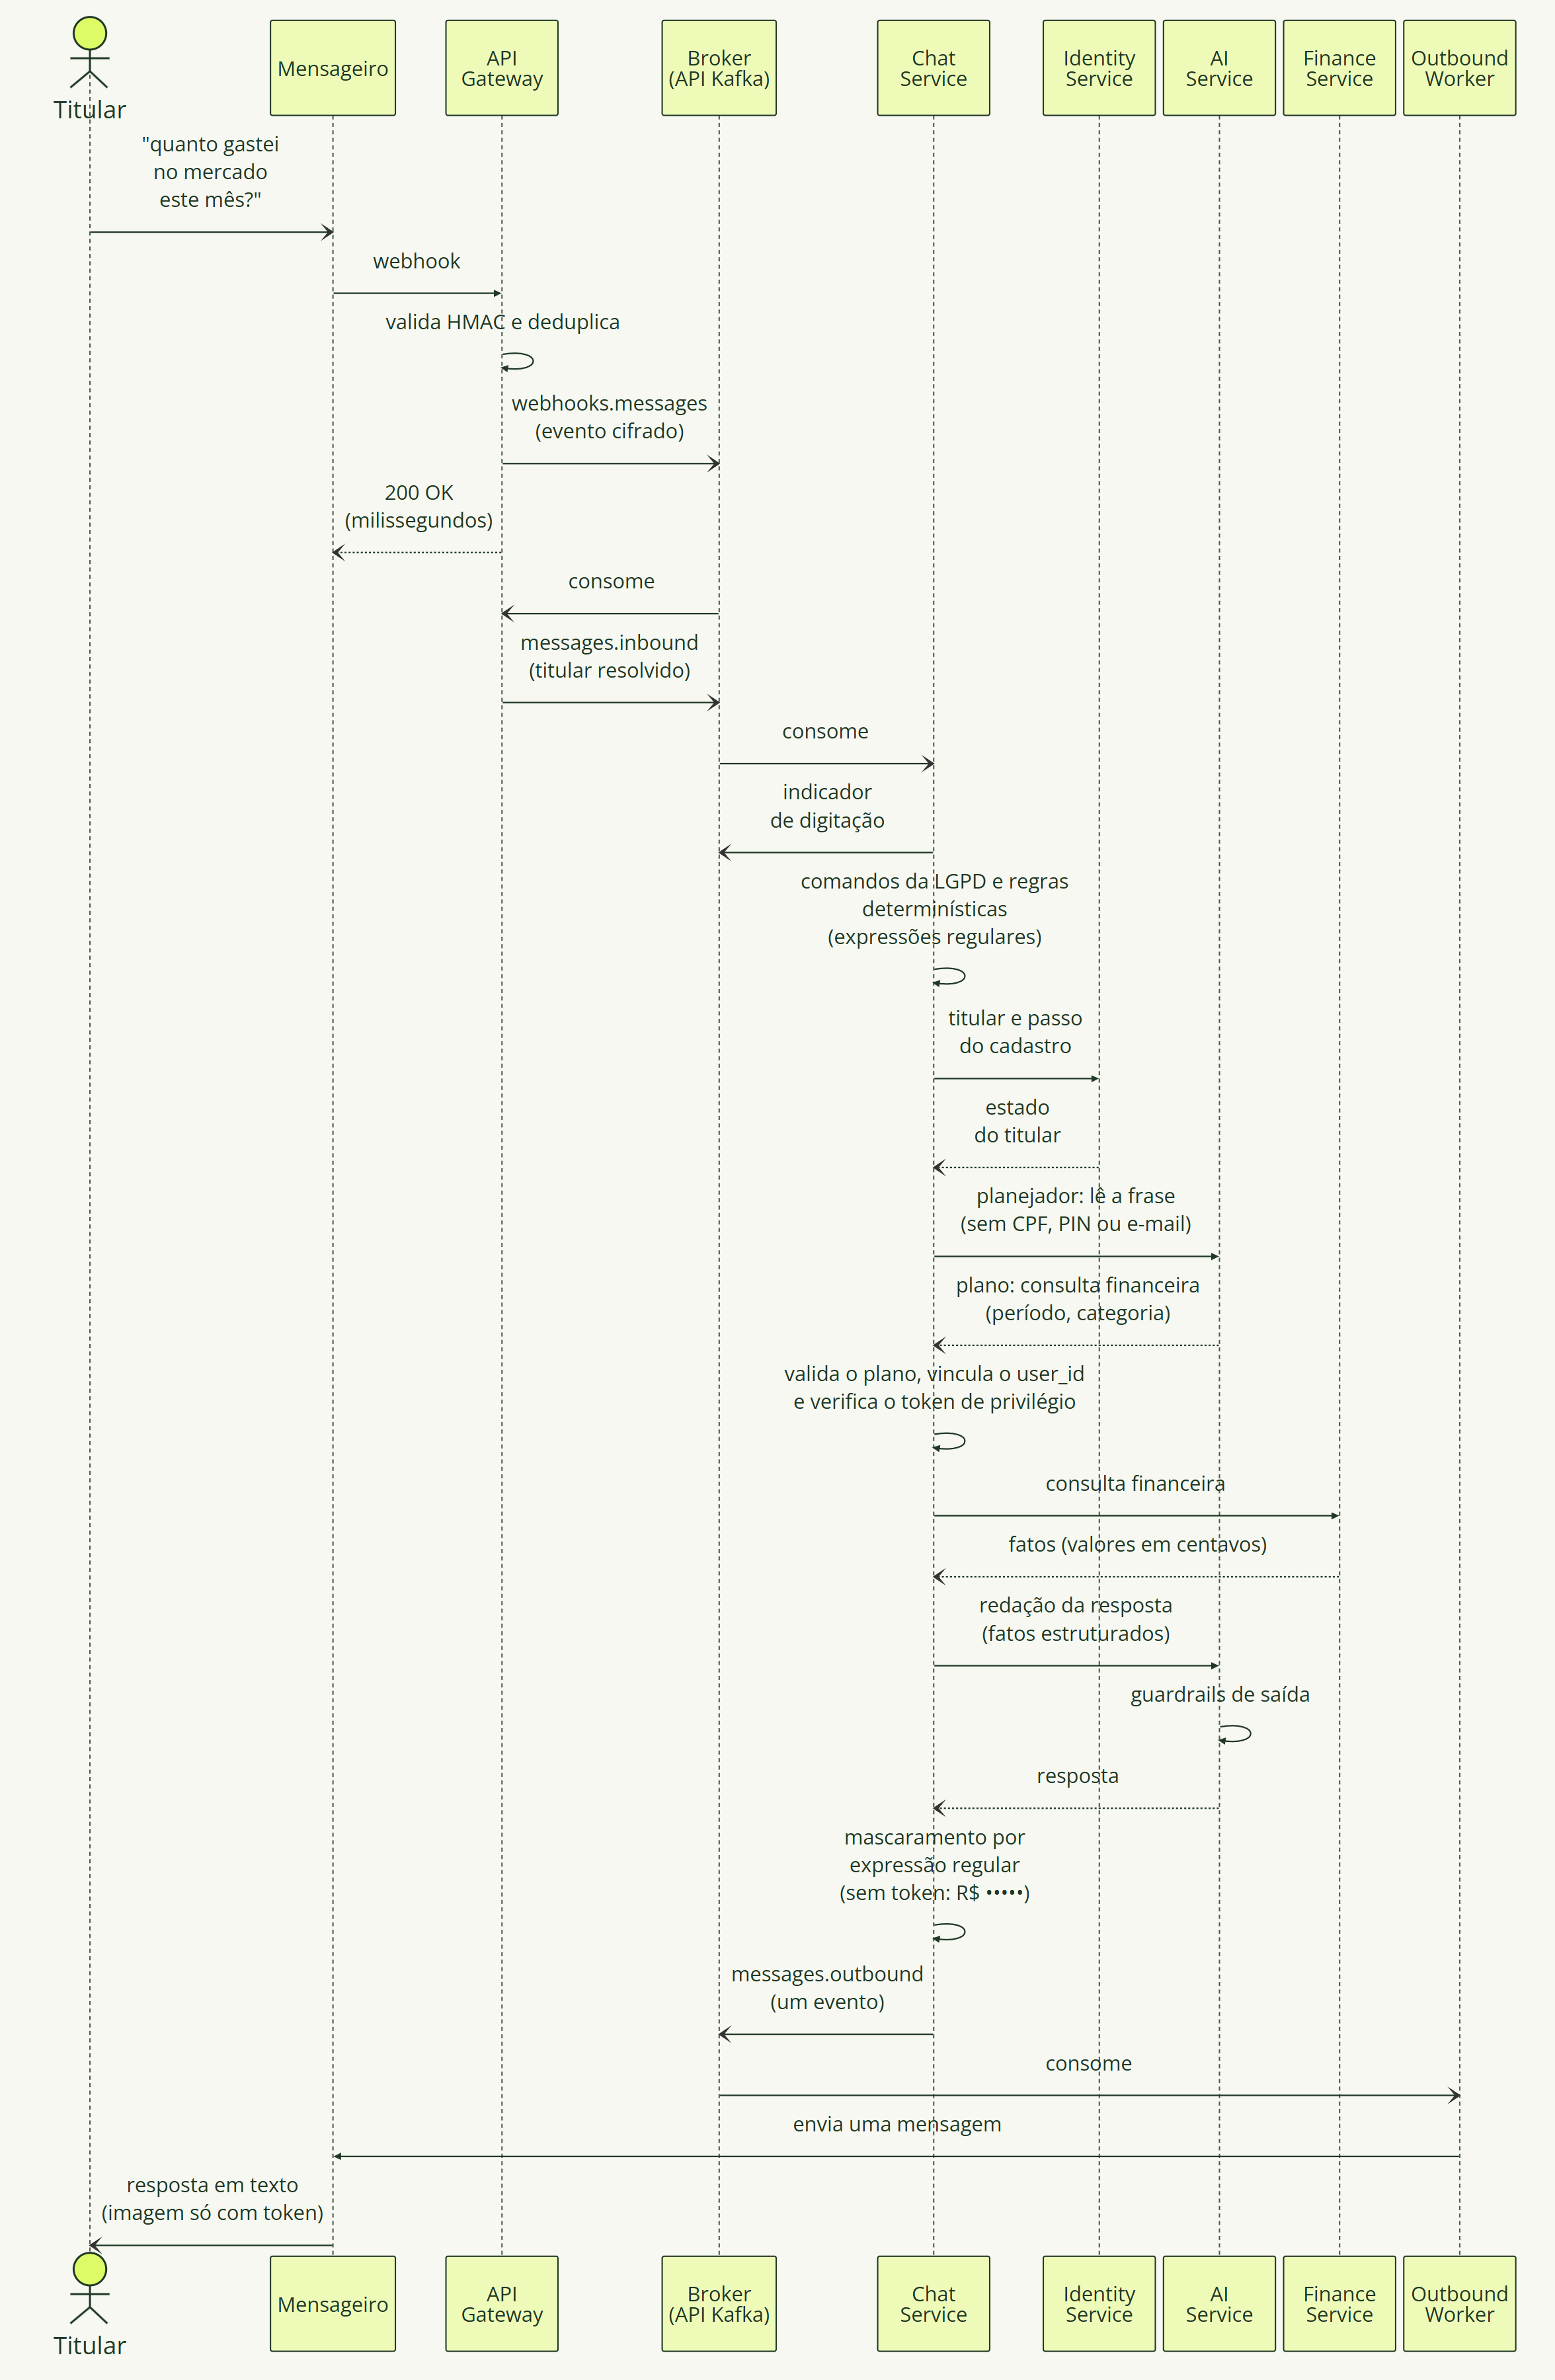 Titular
Mensageiro
API
Gateway
Broker
(API Kafka)
Chat
Service
Identity
Service
AI
Service
Finance
Service
Outbound
Worker
"quanto gastei
no mercado
este mês?"
webhook
valida HMAC e deduplica
webhooks.messages
(evento cifrado)
200 OK
(milissegundos)
consome
messages.inbound
(titular resolvido)
consome
indicador
de digitação
comandos da LGPD e regras
determinísticas
(expressões regulares)
titular e passo
do cadastro
estado
do titular
planejador: lê a frase
(sem CPF, PIN ou e-mail)
plano: consulta financeira
(período, categoria)
valida o plano, vincula o user_id
e verifica o token de privilégio
consulta financeira
fatos (valores em centavos)
redação da resposta
(fatos estruturados)
guardrails de saída
resposta
mascaramento por
expressão regular
(sem token: R$ •••••)
messages.outbound
(um evento)
consome
envia uma mensagem
resposta em texto
(imagem só com token)
Titular
Mensageiro
API
Gateway
Broker
(API Kafka)
Chat
Service
Identity
Service
AI
Service
Finance
Service
Outbound
Worker